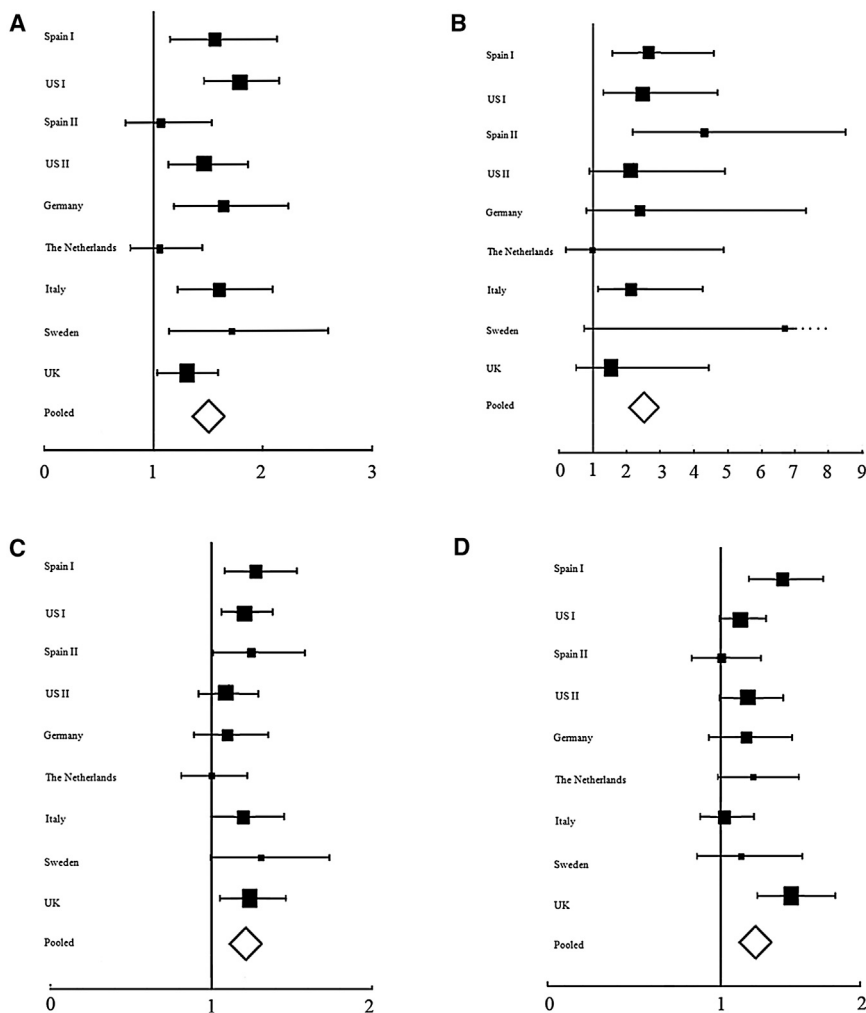 A
Spain I
US I
Spain II
US II
Germany
The Netherlands
Italy
Sweden
UK
Pooled
0 1 2 3
B
Spain I
US I
Spain II
US II
Germany
The Netherlands
Italy
Sweden
UK
Pooled
0 1 2 3 4 5 6 7 8 9
C
Spain I
US I
Spain II
US II
Germany
The Netherlands
Italy
Sweden
UK
Pooled
0 1 2
D
Spain I
US I
Spain II
US II
Germany
The Netherlands
Italy
Sweden
UK
Pooled
0 1 2